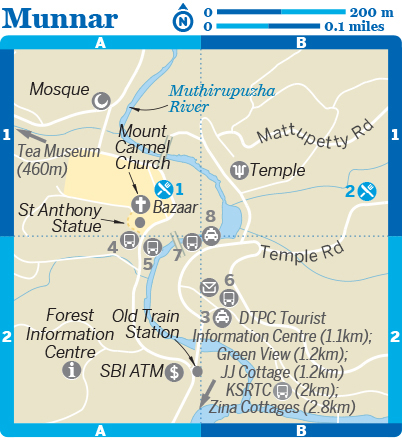 Munnar
N
0 200 m
0 0.1 miles
A
B
Mosque
Muthirupuzha
River
1
1
Mattupetty Rd
Mount
Carmel
Church
Tea Museum
(460m)
Temple
1
2
St Anthony
Statue
Bazaar
8
4
5
7
Temple Rd
6
3
2
2
Forest
Information
Centre
Old Train
Station
DTPC Tourist
Information Centre (1.1km);
Green View (1.2km);
JJ Cottage (1.2km)
KSRTC (2km);
Zina Cottages (2.8km)
i
SBI ATM $
A
B